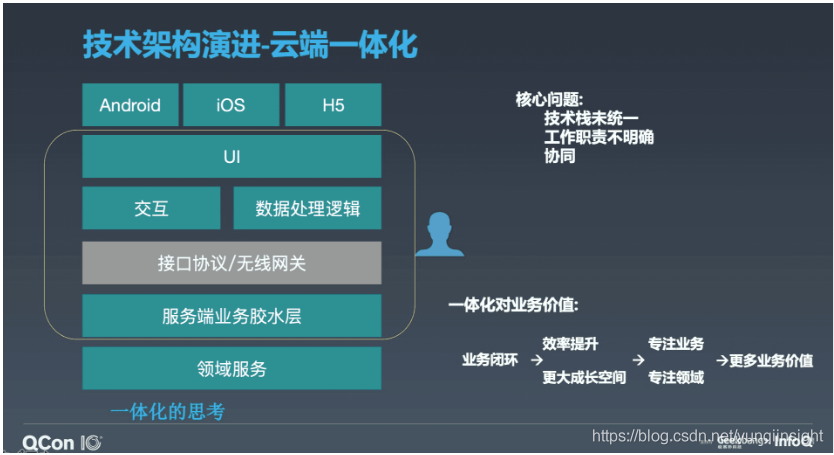 技术架构演进-云端一体化
Android
iOS
H5
UI
交互
数据处理逻辑
接口协议/无线网关
服务端业务胶水层
领域服务
一体化的思考
核心问题:
技术栈未统一
工作职责不明确
协同
一体化对业务价值:
业务闭环
效率提升
更大成长空间
专注业务
专注领域
更多业务价值
QCon 10
https://blog.csdn.net/yunqiinsight
Geekbang>
InfoQ